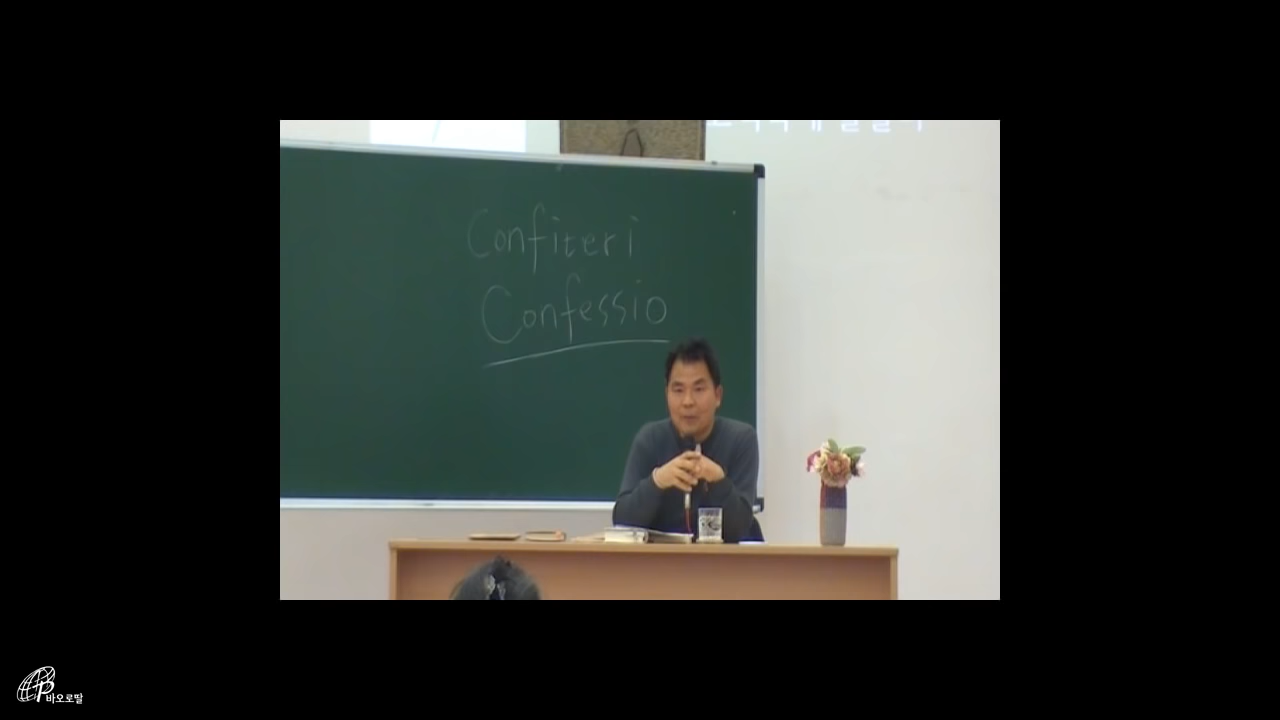 Confiteri
Confessio
바오로딸